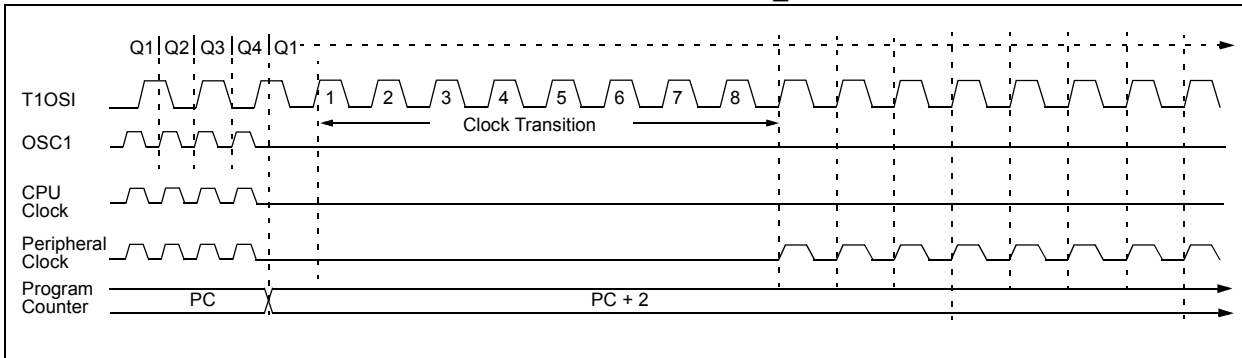 Q1 Q2 Q3 Q4 Q1
T1OSI
1 2 3 4 5 6 7 8
Clock Transition
OSC1
CPU
Clock
Peripheral
Clock
Program
Counter
PC
PC + 2